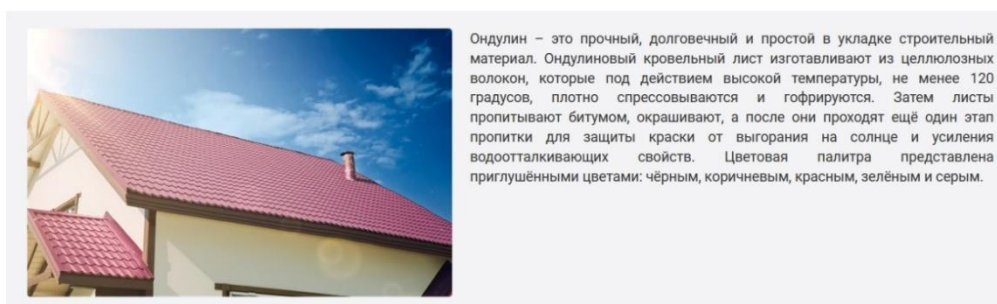 Ондулин – это прочный, долговечный и простой в укладке строительный
материал. Ондулиновый кровельный лист изготавливают из целлюлозных
волокон, которые под действием высокой температуры, не менее 120
градусов, плотно спрессовываются и гофрируются. Затем листы
пропитывают битумом, окрашивают, а после они проходят ещё один этап
пропитки для защиты краски от выгорания на солнце и усиления
водоотталкивающих свойств. Цветовая палитра представлена
приглушёнными цветами: чёрным, коричневым, красным, зелёным и серым.